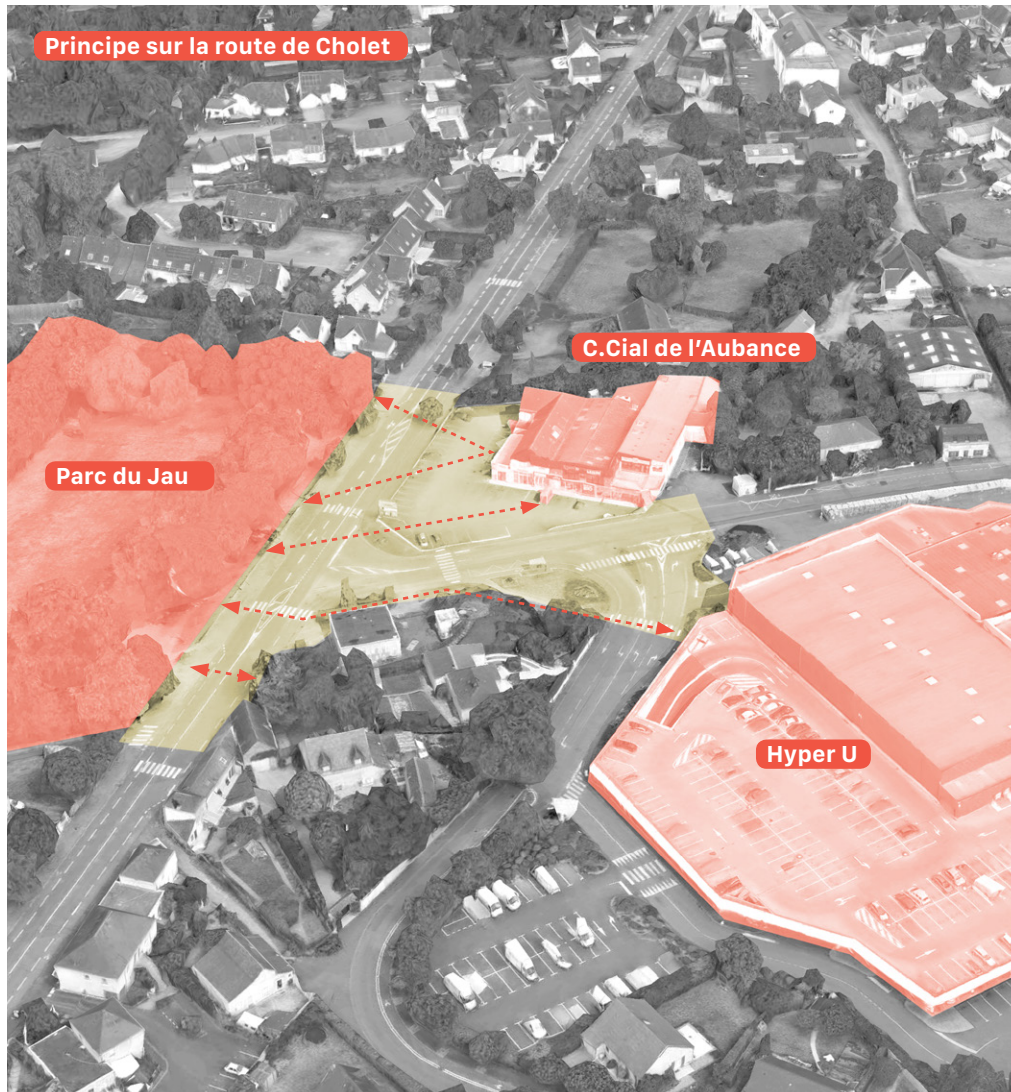 Principe sur la route de Cholet
C.Cial de l'Aubance
Parc du Jau
Hyper U